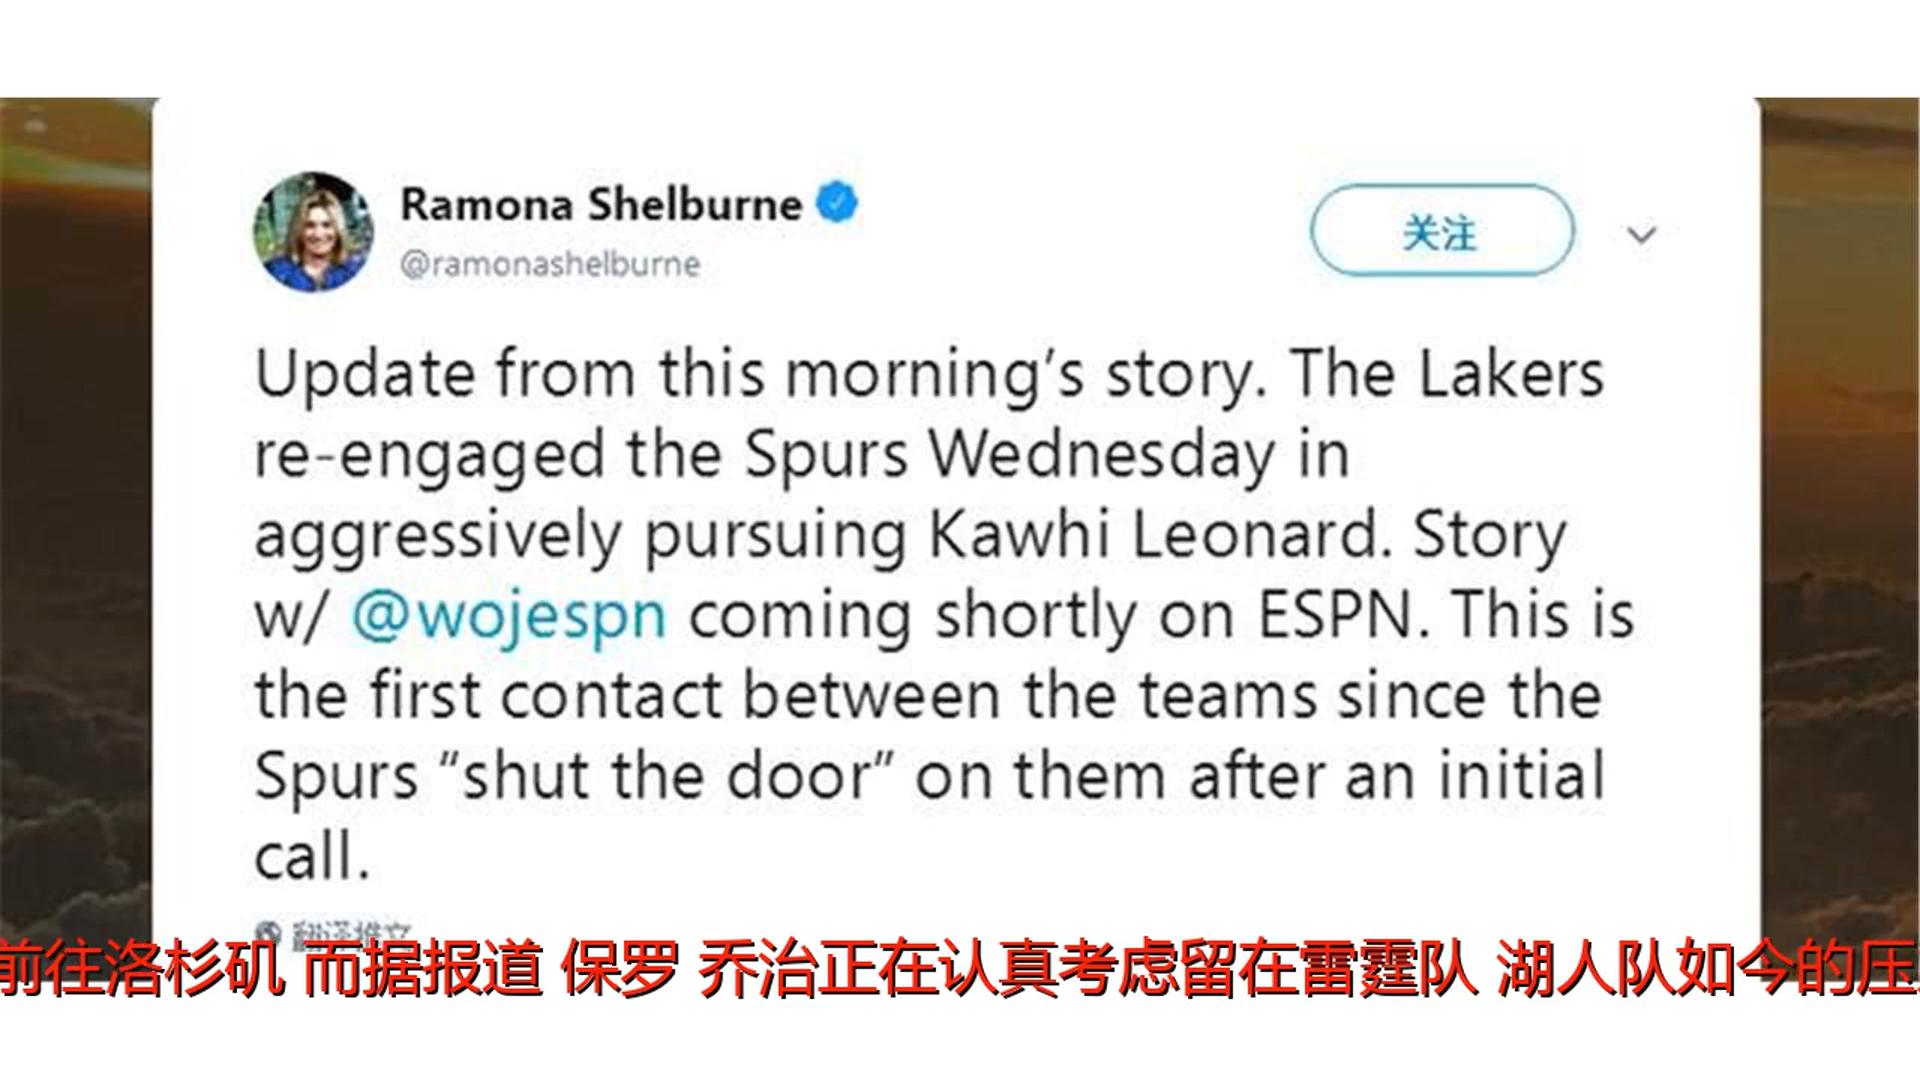 Ramona Shelburne
@ramonashelburne
关注
Update from this morning’s story. The Lakers
re-engaged the Spurs Wednesday in
aggressively pursuing Kawhi Leonard. Story
w/ @wojespn coming shortly on ESPN. This is
the first contact between the teams since the
Spurs “shut the door” on them after an initial
call.
翻译推文
前往洛杉矶 而据报道 保罗 乔治正在认真考虑留在雷霆队 湖人队如今的压